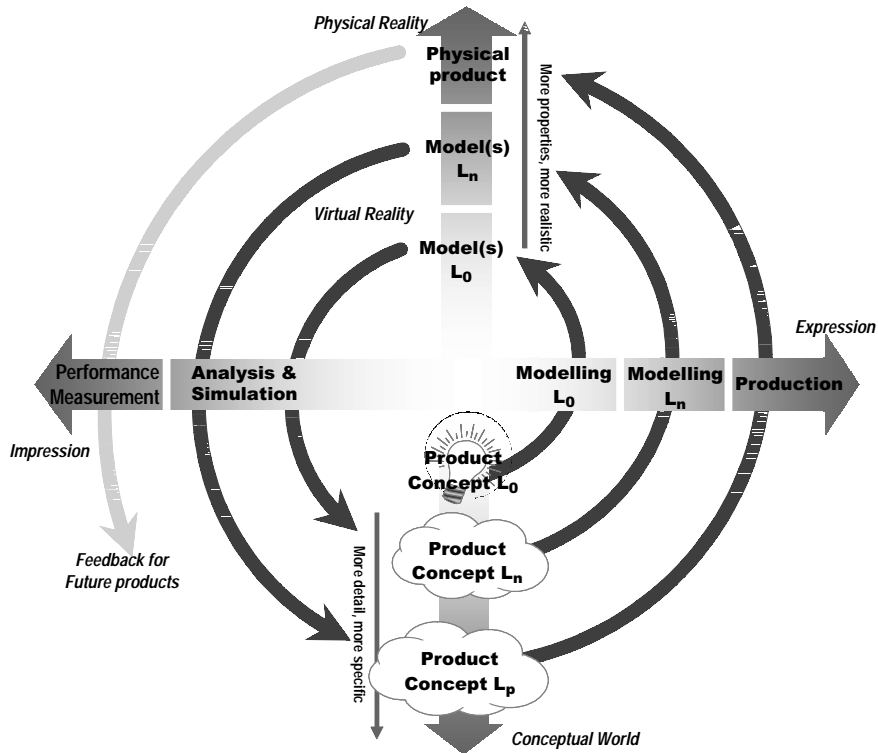 Physical Reality
Physical
product
More properties, more realistic
Model(s)
Lₙ
Virtual Reality
Model(s)
L₀
Expression
Performance
Measurement
Analysis &
Simulation
Modelling
L₀
Modelling
Lₙ
Production
Impression
Product
Concept L₀
Feedback for
Future products
More detail, more specific
Product
Concept Lₙ
Product
Concept Lₚ
Conceptual World